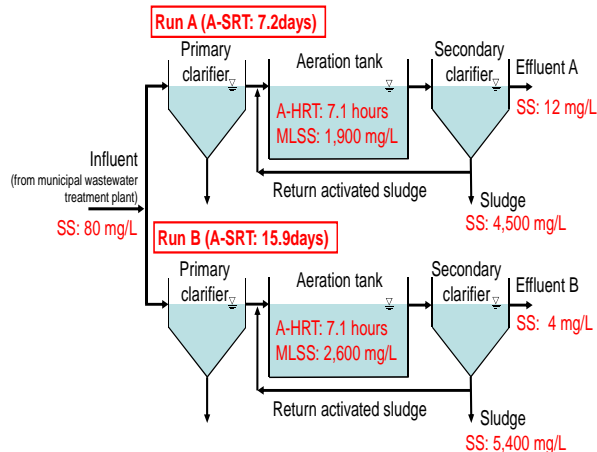 Run A (A-SRT: 7.2days)
Primary
clarifier
Aeration tank
Secondary
clarifier
Effluent A
SS: 12 mg/L
A-HRT: 7.1 hours
MLSS: 1,900 mg/L
Return activated sludge
Sludge
SS: 4,500 mg/L
Influent
(from municipal wastewater
treatment plant)
SS: 80 mg/L
Run B (A-SRT: 15.9days)
Primary
clarifier
Aeration tank
Secondary
clarifier
Effluent B
SS: 4 mg/L
A-HRT: 7.1 hours
MLSS: 2,600 mg/L
Return activated sludge
Sludge
SS: 5,400 mg/L